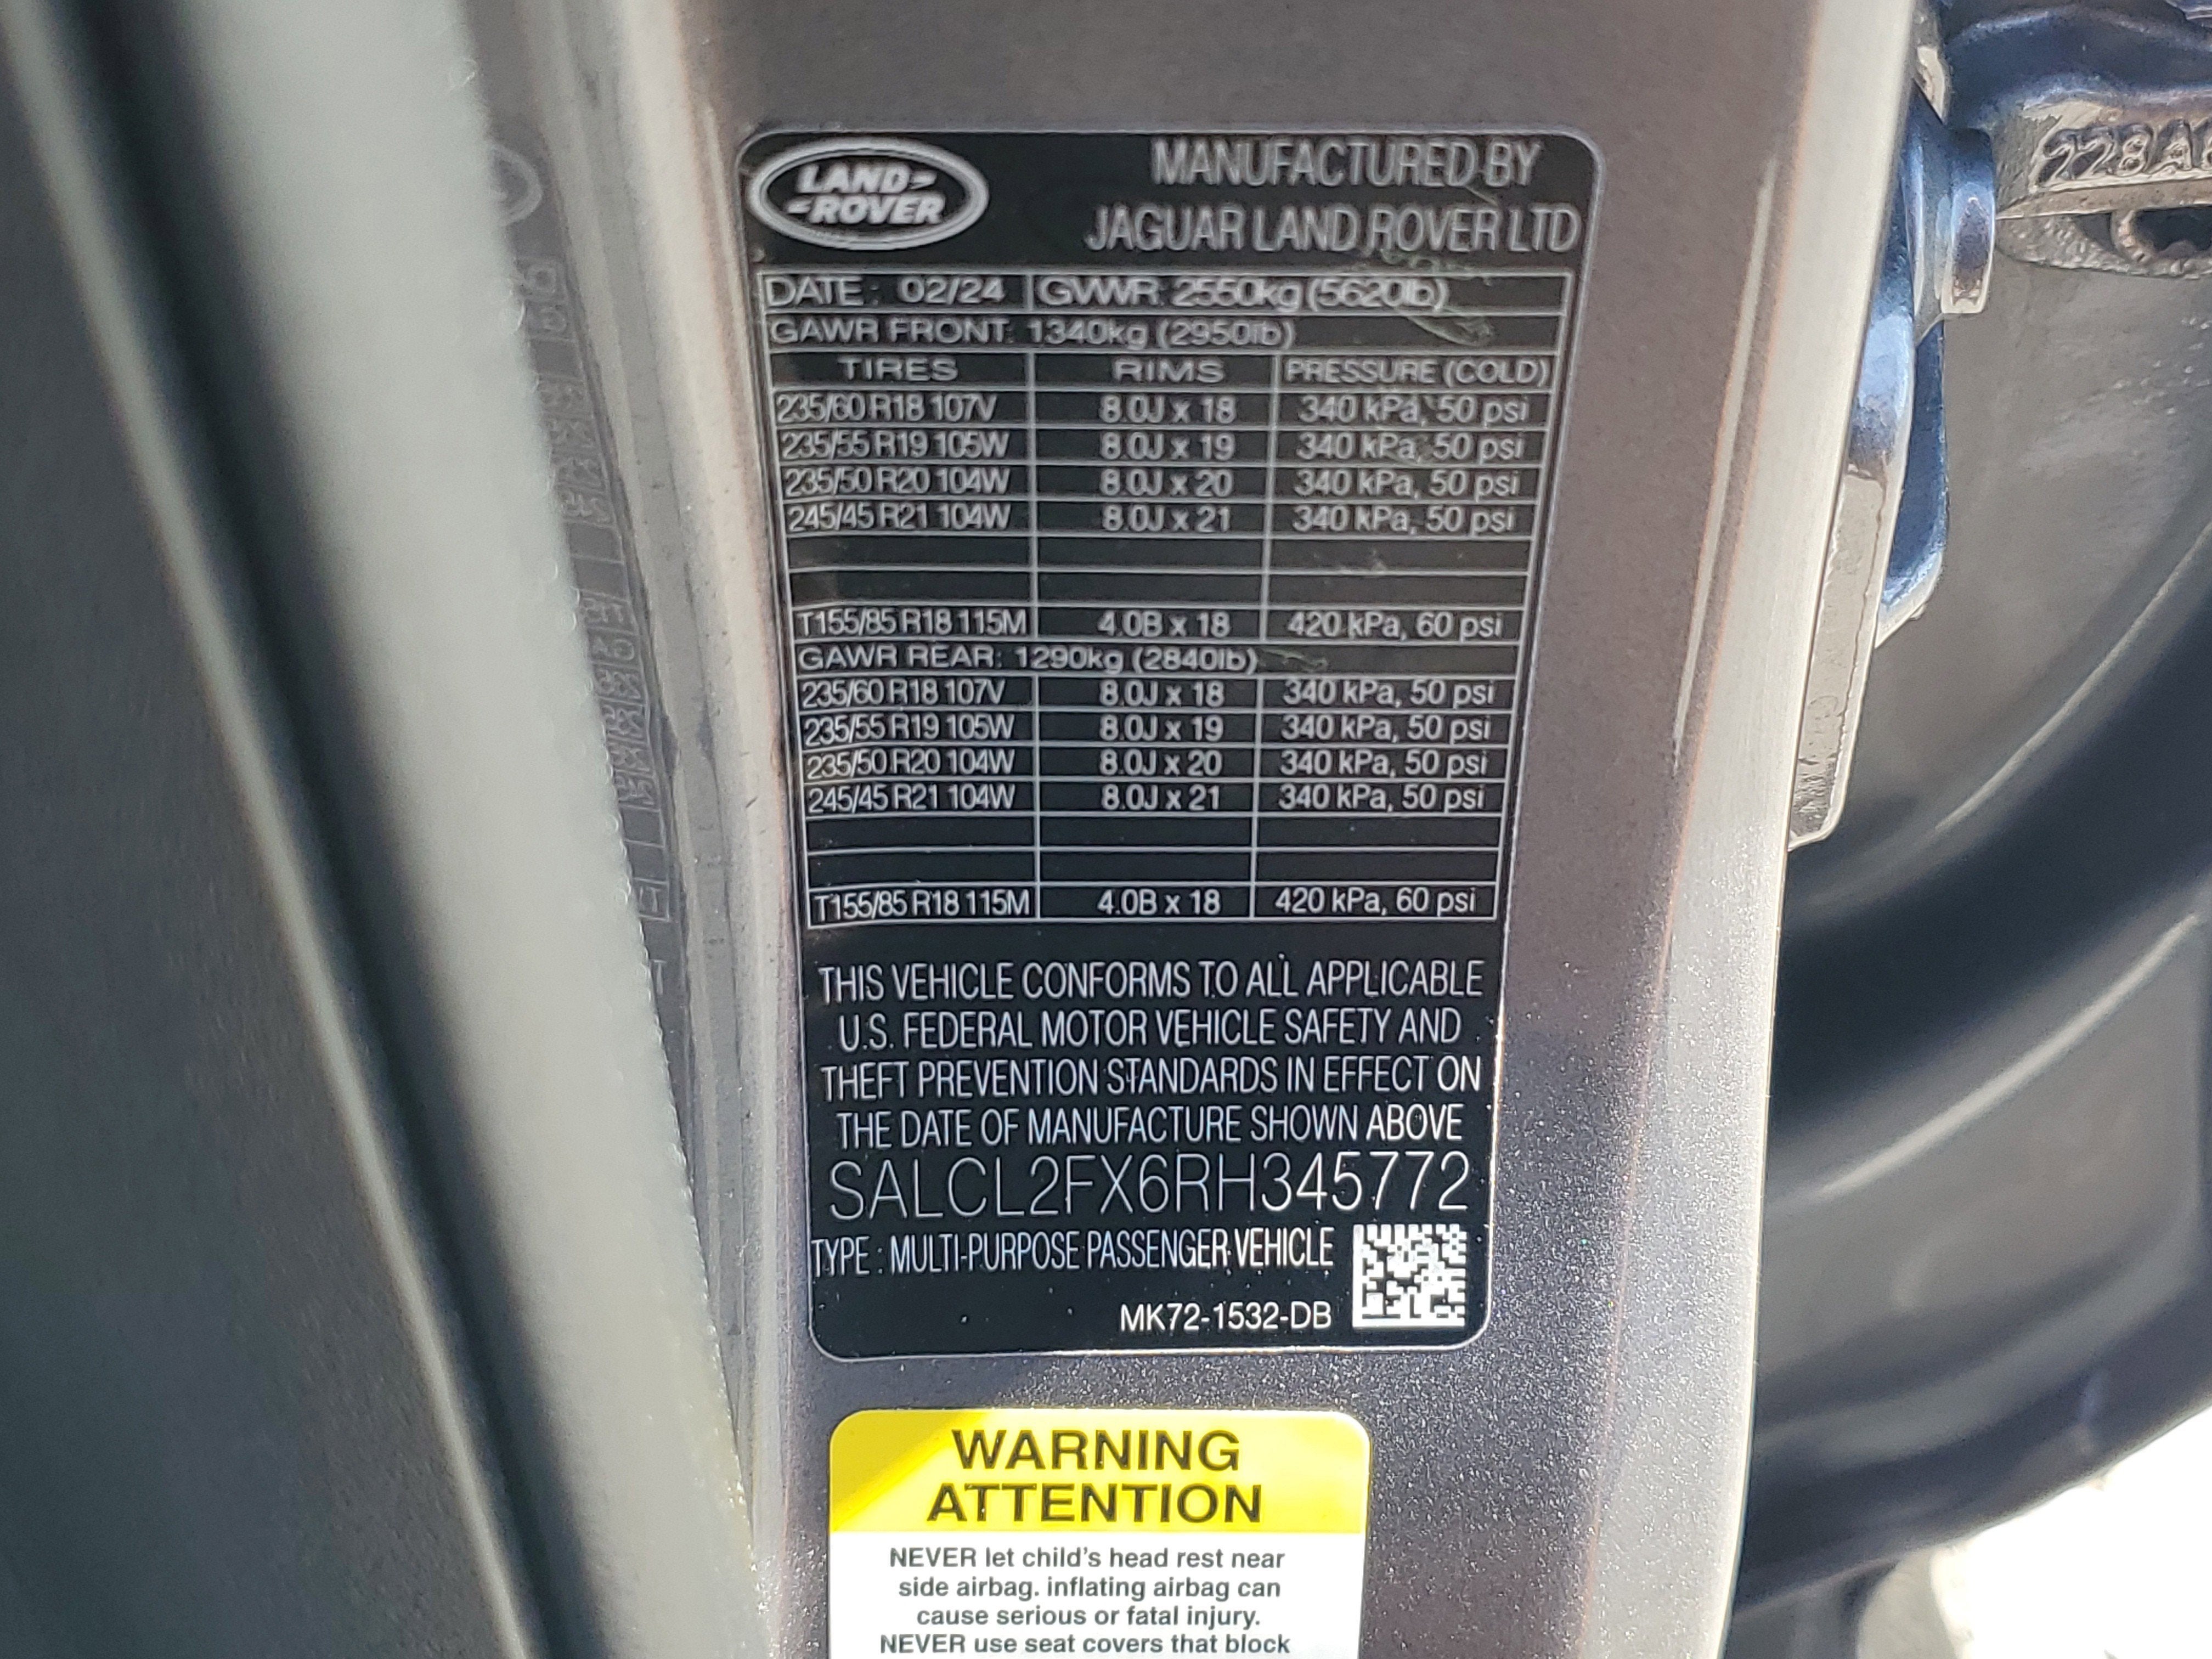 LAND ROVER
MANUFACTURED BY
JAGUAR LAND ROVER LTD
DATE: 02/24 GVWR: 2550kg (5620lb)
GAWR FRONT: 1340kg (2950lb)
TIRES RIMS PRESSURE (COLD)
235/60 R18 107V 8.0J x 18 340 kPa, 50 psi
235/55 R19 105W 8.0J x 19 340 kPa, 50 psi
235/50 R20 104W 8.0J x 20 340 kPa, 50 psi
245/45 R21 104W 8.0J x 21 340 kPa, 50 psi
T155/85 R18 115M 4.0B x 18 420 kPa, 60 psi
GAWR REAR: 1290kg (2840lb)
235/60 R18 107V 8.0J x 18 340 kPa, 50 psi
235/55 R19 105W 8.0J x 19 340 kPa, 50 psi
235/50 R20 104W 8.0J x 20 340 kPa, 50 psi
245/45 R21 104W 8.0J x 21 340 kPa, 50 psi
T155/85 R18 115M 4.0B x 18 420 kPa, 60 psi
THIS VEHICLE CONFORMS TO ALL APPLICABLE
U.S. FEDERAL MOTOR VEHICLE SAFETY AND
THEFT PREVENTION STANDARDS IN EFFECT ON
THE DATE OF MANUFACTURE SHOWN ABOVE
SALCL2FX6RH345772
TYPE : MULTI-PURPOSE PASSENGER VEHICLE
MK72-1532-DB
WARNING
ATTENTION
NEVER let child's head rest near
side airbag. inflating airbag can
cause serious or fatal injury.
NEVER use seat covers that block